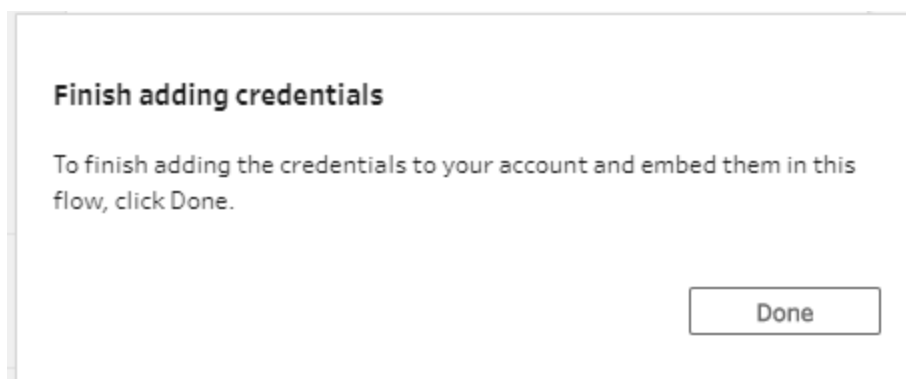 Finish adding credentials
To finish adding the credentials to your account and embed them in this
flow, click Done.
Done